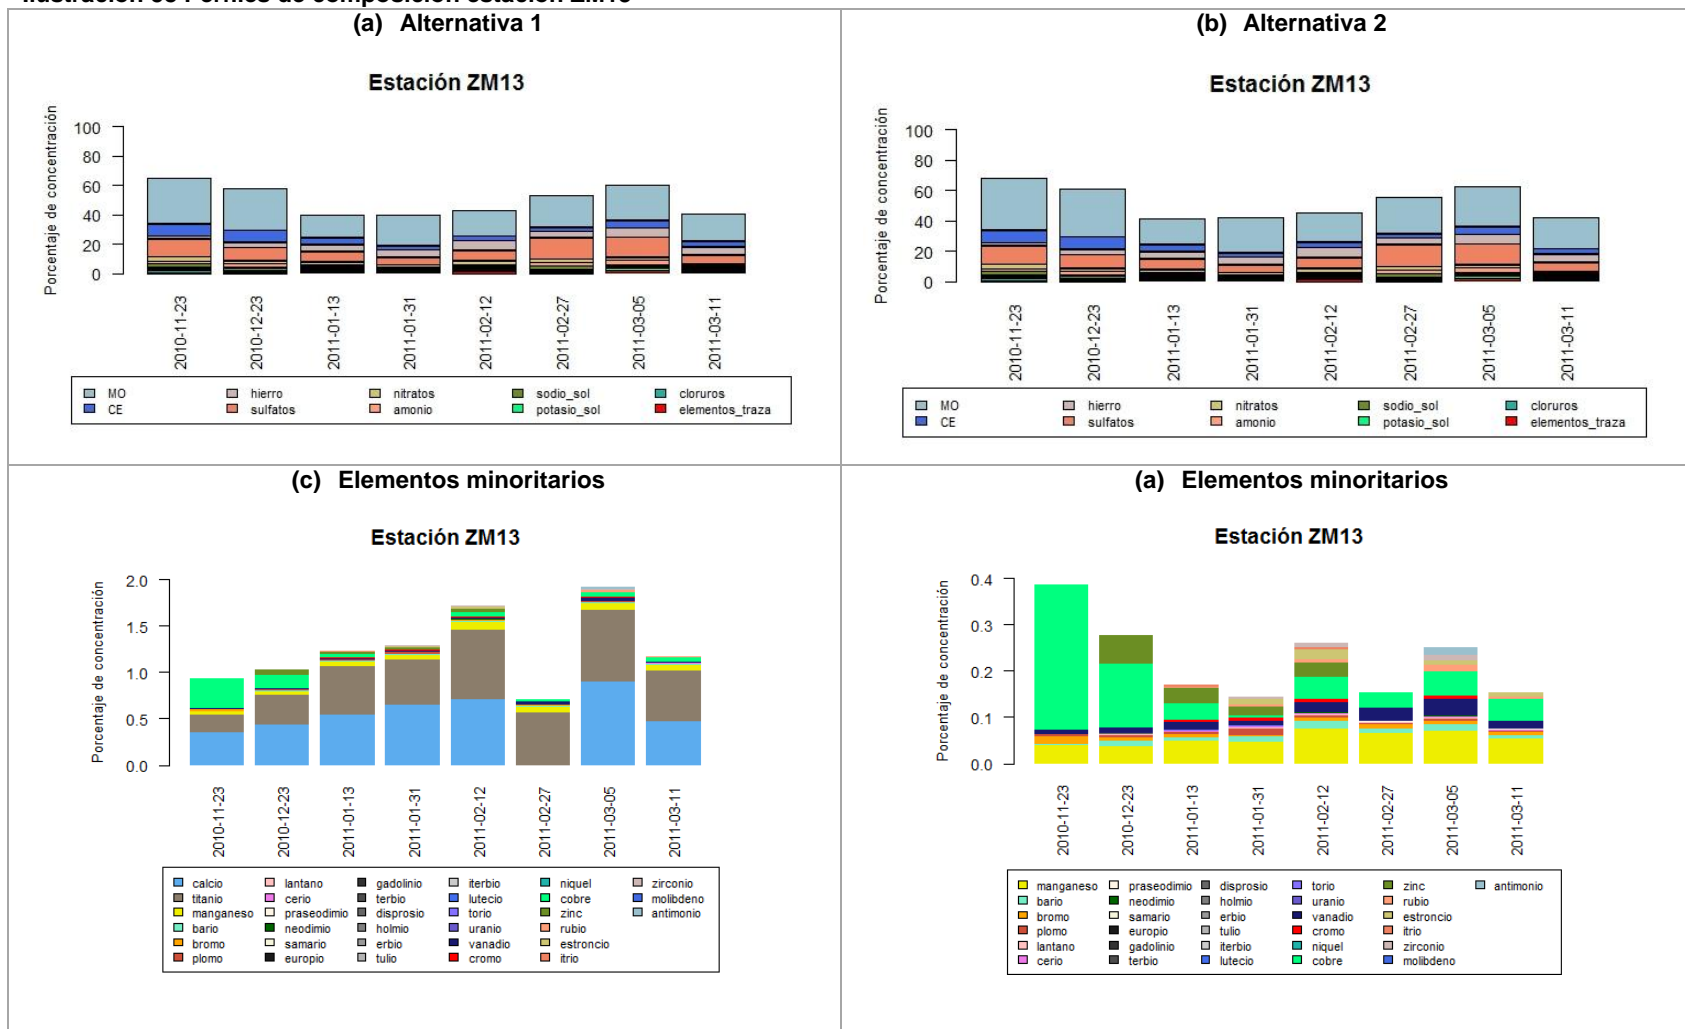 (a) Alternativa 1
Estación ZM13
Porcentaje de concentración
100
80
60
40
20
0
2010-11-23
2010-12-23
2011-01-13
2011-01-31
2011-02-12
2011-02-27
2011-03-05
2011-03-11
MO hierro nitratos sodio_sol cloruros
CE sulfatos amonio potasio_sol elementos_traza
(b) Alternativa 2
Estación ZM13
Porcentaje de concentración
100
80
60
40
20
0
2010-11-23
2010-12-23
2011-01-13
2011-01-31
2011-02-12
2011-02-27
2011-03-05
2011-03-11
MO hierro nitratos sodio_sol cloruros
CE sulfatos amonio potasio_sol elementos_traza
(c) Elementos minoritarios
Estación ZM13
Porcentaje de concentración
2.0
1.5
1.0
0.5
0.0
2010-11-23
2010-12-23
2011-01-13
2011-01-31
2011-02-12
2011-02-27
2011-03-05
2011-03-11
calcio lantano gadolinio iterbio niquel zirconio
titanio cerio terbio lutecio cobre molibdeno
manganeso praseodimio disprosio torio zinc antimonio
bario neodimio holmio uranio rubio
bromo samario erbio vanadio estroncio
plomo europio tulio cromo itrio
(a) Elementos minoritarios
Estación ZM13
Porcentaje de concentración
0.4
0.3
0.2
0.1
0.0
2010-11-23
2010-12-23
2011-01-13
2011-01-31
2011-02-12
2011-02-27
2011-03-05
2011-03-11
manganeso praseodimio disprosio torio zinc antimonio
bario neodimio holmio uranio rubio
bromo samario erbio vanadio estroncio
plomo europio tulio cromo itrio
lantano gadolinio iterbio niquel zirconio
cerio terbio lutecio cobre molibdeno